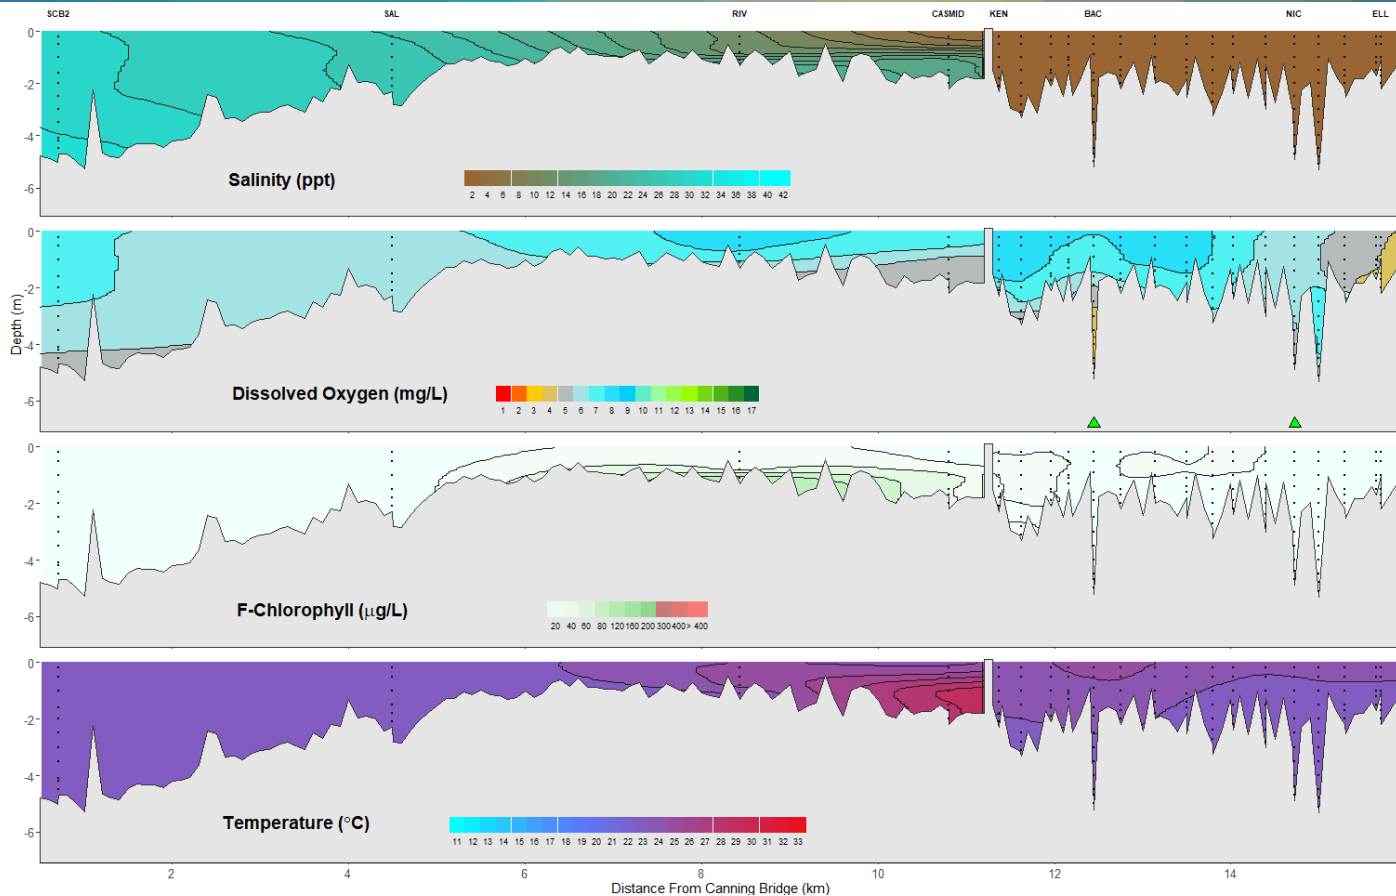 SCB2 SAL RIV CASMID KEN BAC NIC ELL
0
-2
-4
-6
Salinity (ppt)
2 4 6 8 10 12 14 16 18 20 22 24 26 28 30 32 34 36 38 40 42
0
-2
-4
-6
Depth (m)
Dissolved Oxygen (mg/L)
1 2 3 4 5 6 7 8 9 10 11 12 13 14 15 16 17
0
-2
-4
-6
F-Chlorophyll (µg/L)
20 40 60 80 120 160 200 300 400 > 400
0
-2
-4
-6
Temperature (°C)
11 12 13 14 15 16 17 18 19 20 21 22 23 24 25 26 27 28 29 30 31 32 33
2 4 6 8 10 12 14
Distance From Canning Bridge (km)